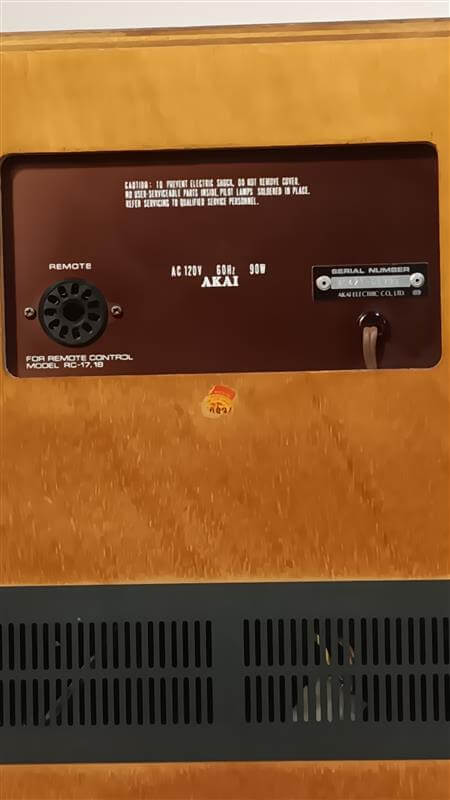 CAUTION: TO PREVENT ELECTRIC SHOCK, DO NOT REMOVE COVER.
NO USER-SERVICEABLE PARTS INSIDE, PILOT LAMPS SOLDERED IN PLACE.
REFER SERVICING TO QUALIFIED SERVICE PERSONNEL.
REMOTE
AC 120V 60Hz 90W
AKAI
SERIAL NUMBER
AKAI ELECTRIC CO., LTD.
FOR REMOTE CONTROL
MODEL RC-17,18